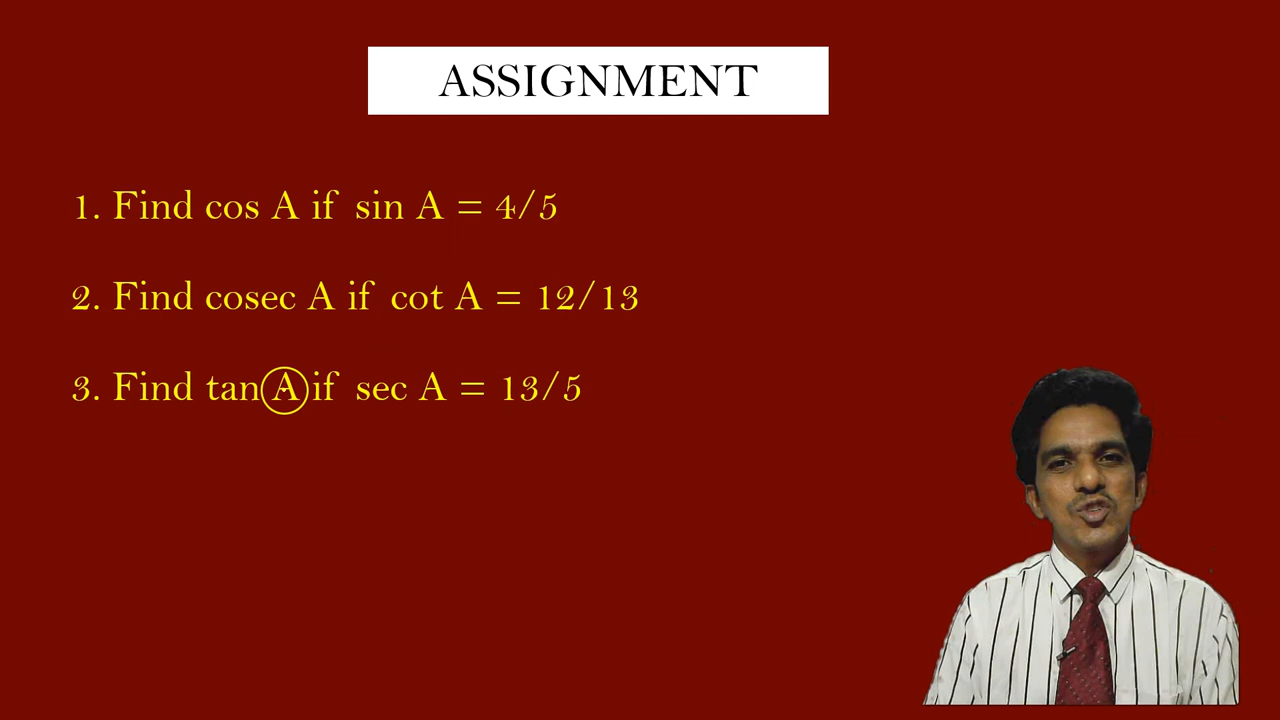 ASSIGNMENT
1. Find cos A if sin A = 4/5
2. Find cosec A if cot A = 12/13
3. Find tan A if sec A = 13/5